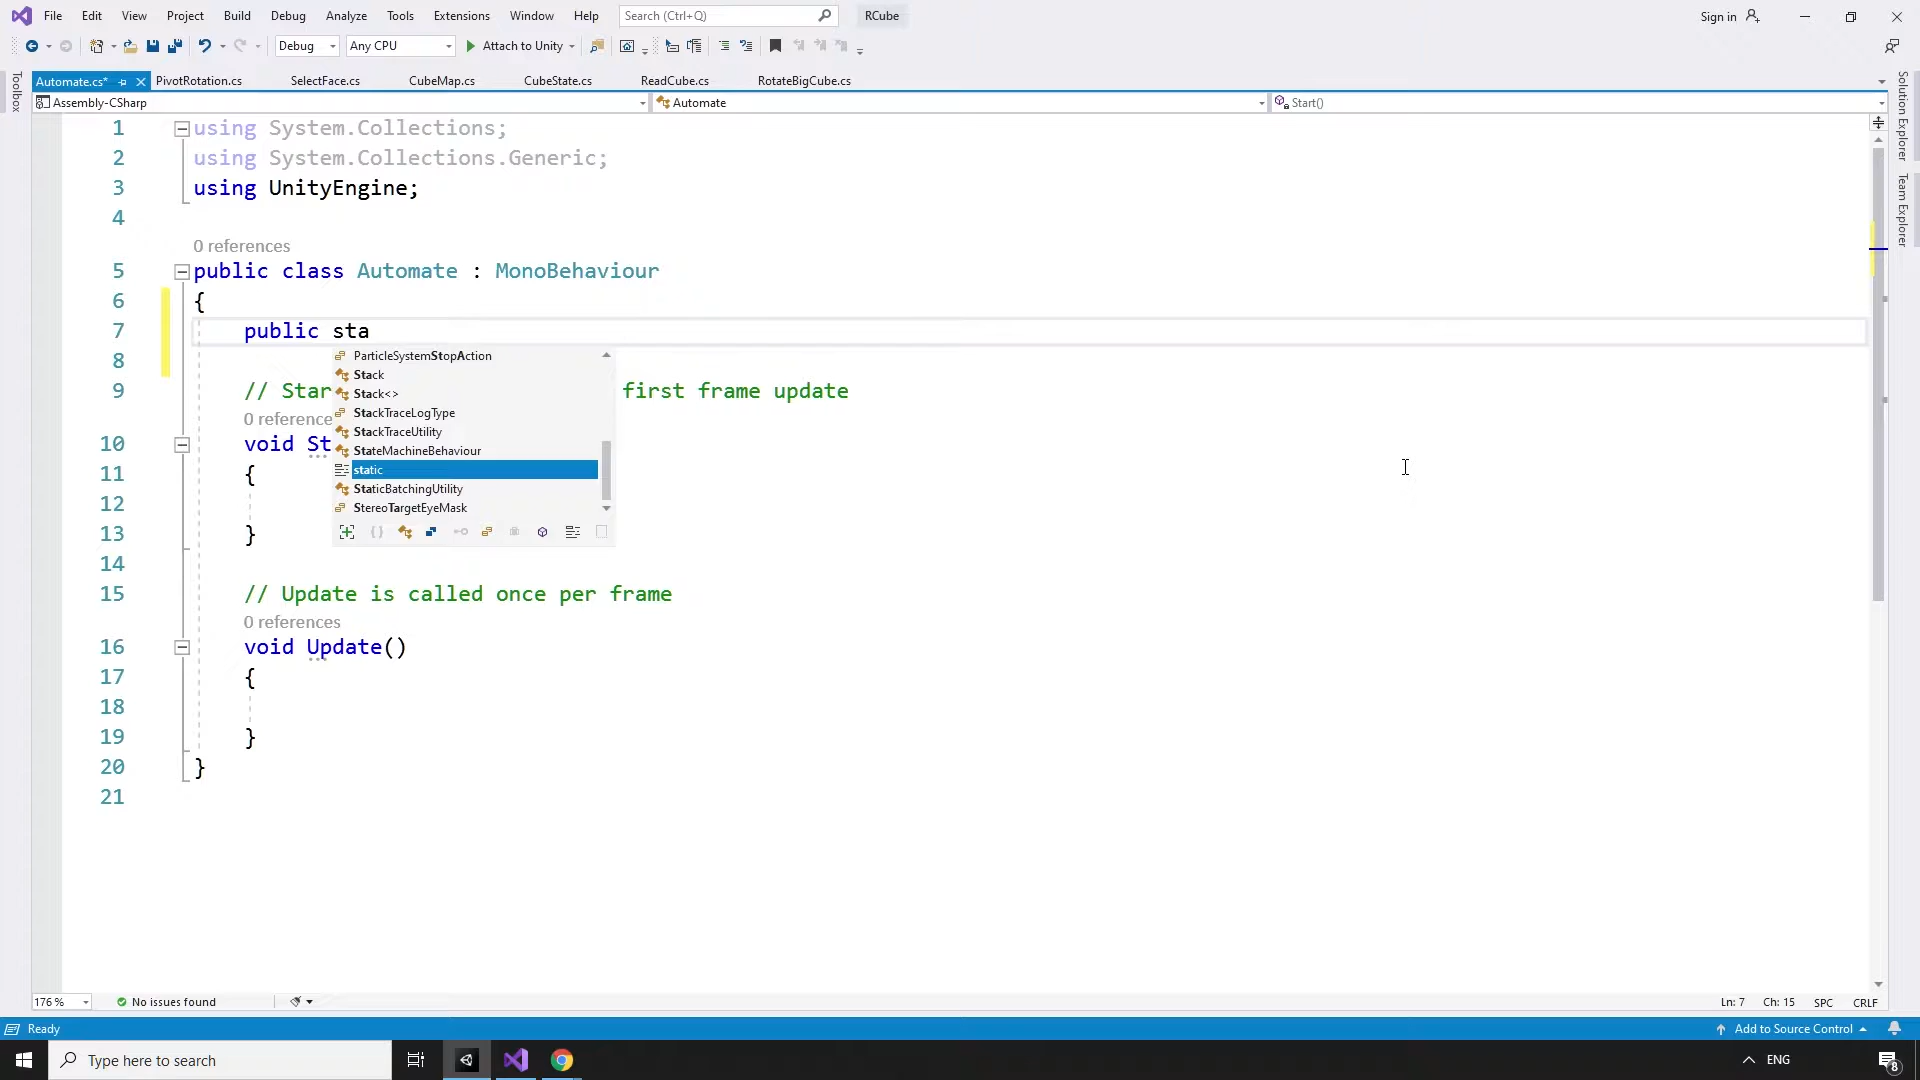 File Edit View Project Build Debug Analyze Tools Extensions Window Help Search (Ctrl+Q) RCube Sign in
Debug Any CPU Attach to Unity
Automate.cs* PivotRotation.cs SelectFace.cs CubeMap.cs CubeState.cs ReadCube.cs RotateBigCube.cs
Assembly-CSharp Automate Start()
Toolbox
Solution Explorer
Team Explorer
1 using System.Collections;
2 using System.Collections.Generic;
3 using UnityEngine;
4
0 references
5 public class Automate : MonoBehaviour
6 {
7 public sta
ParticleSystemStopAction
8
Stack
9 // Star first frame update
Stack<>
StackTraceLogType
0 reference
StackTraceUtility
10 void St
StateMachineBehaviour
11 {
static
StaticBatchingUtility
12
StereoTargetEyeMask
13 }
14
15 // Update is called once per frame
0 references
16 void Update()
17 {
18
19 }
20 }
21
176 % No issues found Ln: 7 Ch: 15 SPC CRLF
Ready Add to Source Control
Type here to search ENG 8